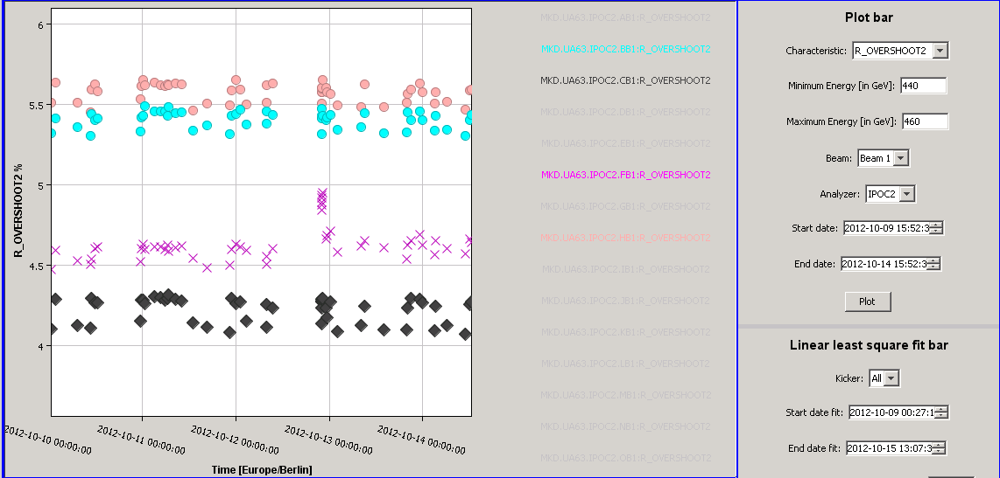 6
5.5
5
4.5
4
R_OVERSHOOT2 %
2012-10-10 00:00:00
2012-10-11 00:00:00
2012-10-12 00:00:00
2012-10-13 00:00:00
2012-10-14 00:00:00
Time [Europe/Berlin]
MKD.UA63.IPOC2.AB1:R_OVERSHOOT2
MKD.UA63.IPOC2.BB1:R_OVERSHOOT2
MKD.UA63.IPOC2.CB1:R_OVERSHOOT2
MKD.UA63.IPOC2.DB1:R_OVERSHOOT2
MKD.UA63.IPOC2.EB1:R_OVERSHOOT2
MKD.UA63.IPOC2.FB1:R_OVERSHOOT2
MKD.UA63.IPOC2.GB1:R_OVERSHOOT2
MKD.UA63.IPOC2.HB1:R_OVERSHOOT2
MKD.UA63.IPOC2.IB1:R_OVERSHOOT2
MKD.UA63.IPOC2.JB1:R_OVERSHOOT2
MKD.UA63.IPOC2.KB1:R_OVERSHOOT2
MKD.UA63.IPOC2.LB1:R_OVERSHOOT2
MKD.UA63.IPOC2.MB1:R_OVERSHOOT2
MKD.UA63.IPOC2.NB1:R_OVERSHOOT2
MKD.UA63.IPOC2.OB1:R_OVERSHOOT2
Plot bar
Characteristic: R_OVERSHOOT2
Minimum Energy [in GeV]: 440
Maximum Energy [in GeV]: 460
Beam: Beam 1
Analyzer: IPOC2
Start date: 2012-10-09 15:52:3
End date: 2012-10-14 15:52:3
Plot
Linear least square fit bar
Kicker: All
Start date fit: 2012-10-09 00:27:1
End date fit: 2012-10-15 13:07:3